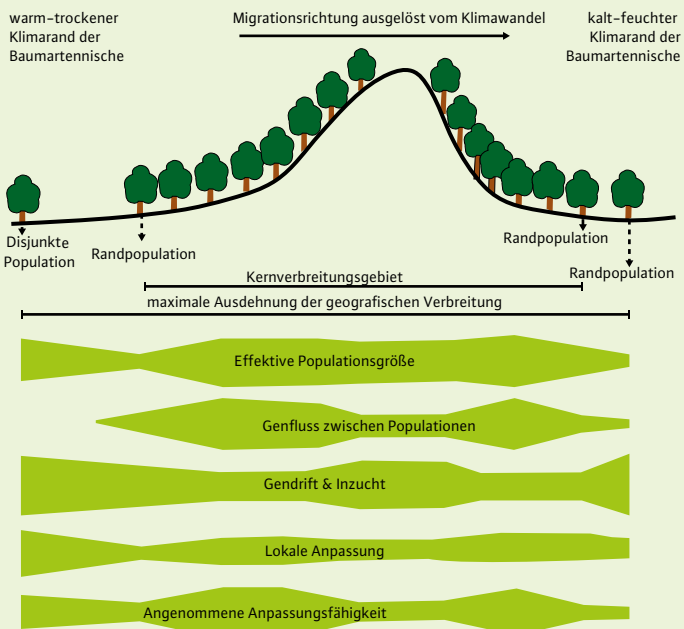 warm-trockener
Klimarand der
Baumartennische
Migrationsrichtung ausgelöst vom Klimawandel
kalt-feuchter
Klimarand der
Baumartennische
Disjunkte
Population
Randpopulation
Randpopulation
Randpopulation
Kernverbreitungsgebiet
maximale Ausdehnung der geografischen Verbreitung
Effektive Populationsgröße
Genfluss zwischen Populationen
Gendrift & Inzucht
Lokale Anpassung
Angenommene Anpassungsfähigkeit